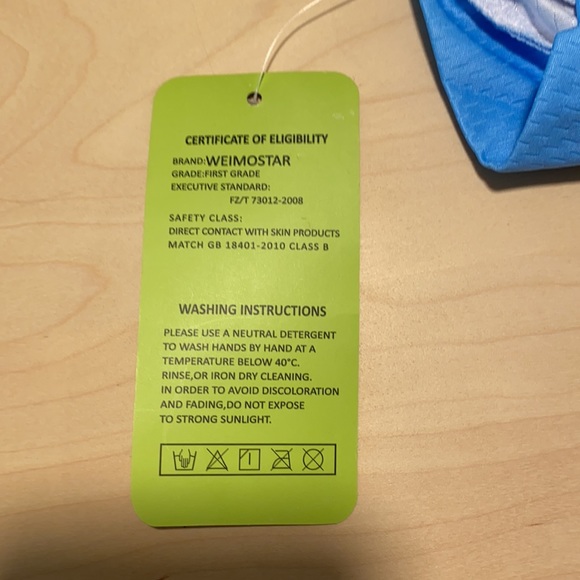 CERTIFICATE OF ELIGIBILITY
BRAND:WEIMOSTAR
GRADE:FIRST GRADE
EXECUTIVE STANDARD:
FZ/T 73012-2008
SAFETY CLASS:
DIRECT CONTACT WITH SKIN PRODUCTS
MATCH GB 18401-2010 CLASS B
WASHING INSTRUCTIONS
PLEASE USE A NEUTRAL DETERGENT
TO WASH HANDS BY HAND AT A
TEMPERATURE BELOW 40°C.
RINSE,OR IRON DRY CLEANING.
IN ORDER TO AVOID DISCOLORATION
AND FADING,DO NOT EXPOSE
TO STRONG SUNLIGHT.